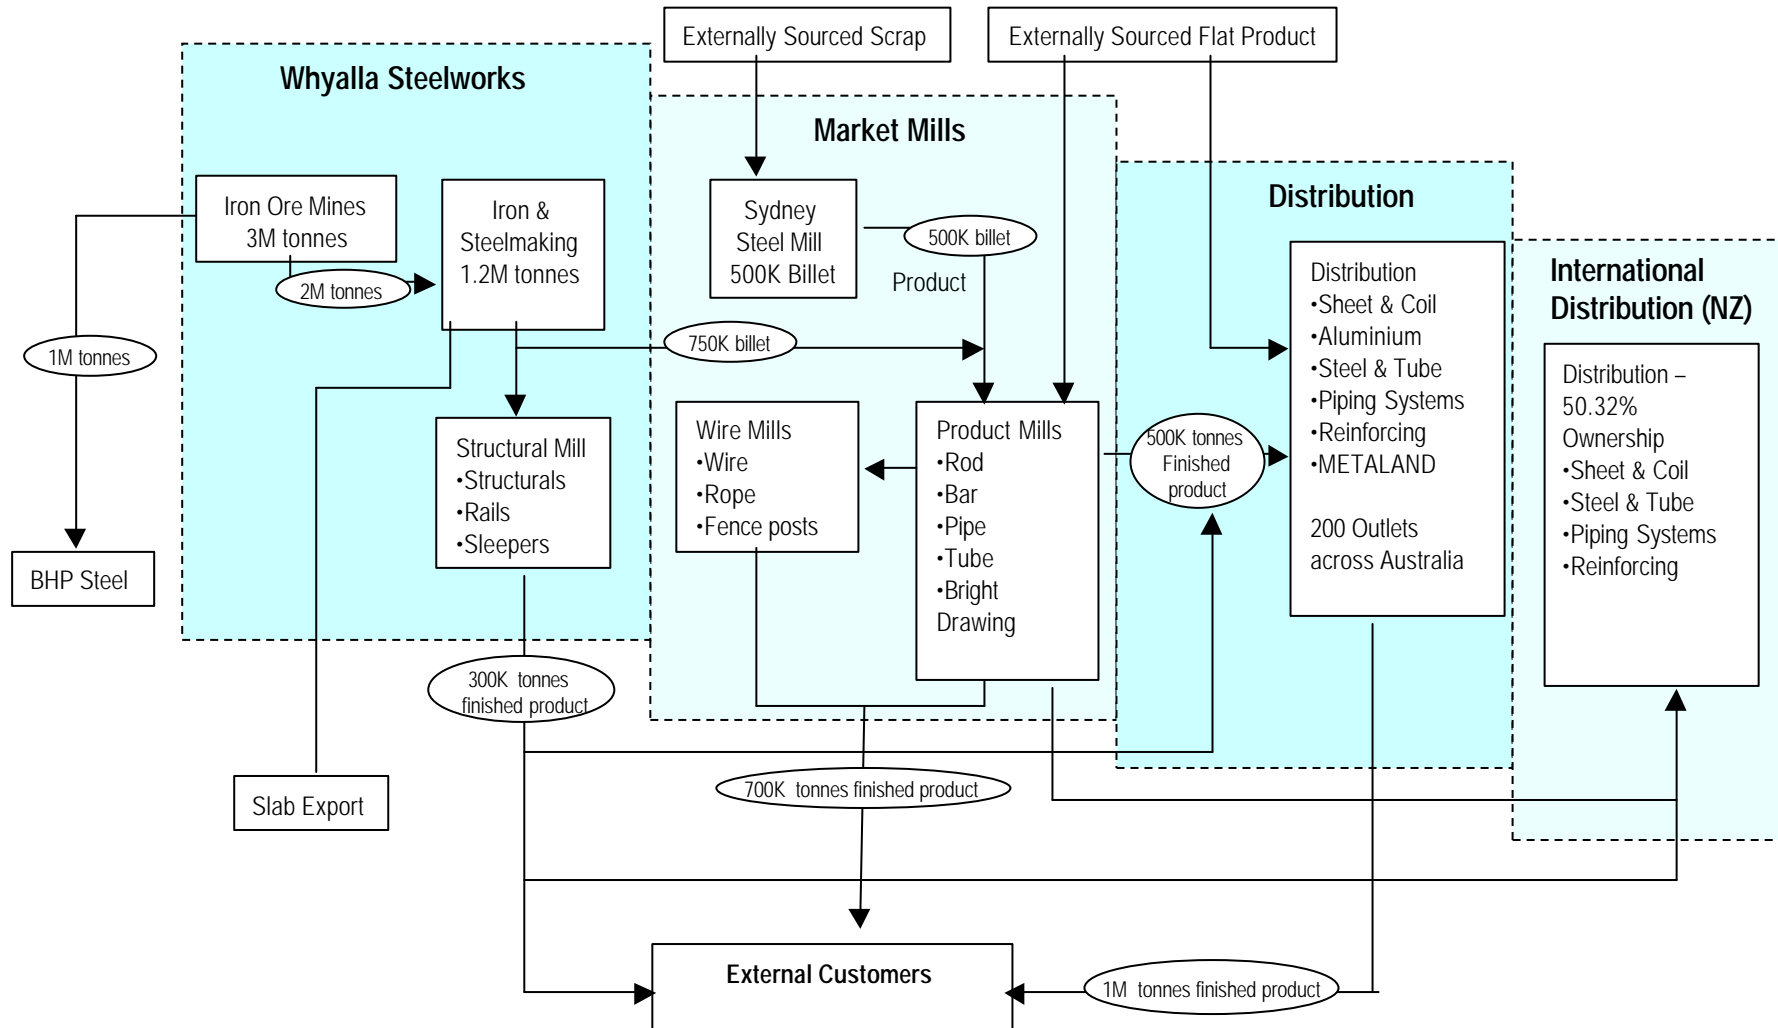 Externally Sourced Scrap
Externally Sourced Flat Product
Whyalla Steelworks
Market Mills
Distribution
International
Distribution (NZ)
Iron Ore Mines
3M tonnes
2M tonnes
1M tonnes
BHP Steel
Iron &
Steelmaking
1.2M tonnes
750K billet
Structural Mill
•Structurals
•Rails
•Sleepers
300K tonnes
finished product
Slab Export
Sydney
Steel Mill
500K Billet
500K billet
Product
Wire Mills
•Wire
•Rope
•Fence posts
Product Mills
•Rod
•Bar
•Pipe
•Tube
•Bright
Drawing
700K tonnes finished product
500K tonnes
Finished
product
Distribution
•Sheet & Coil
•Aluminium
•Steel & Tube
•Piping Systems
•Reinforcing
•METALAND
200 Outlets
across Australia
Distribution –
50.32%
Ownership
•Sheet & Coil
•Steel & Tube
•Piping Systems
•Reinforcing
External Customers
1M tonnes finished product